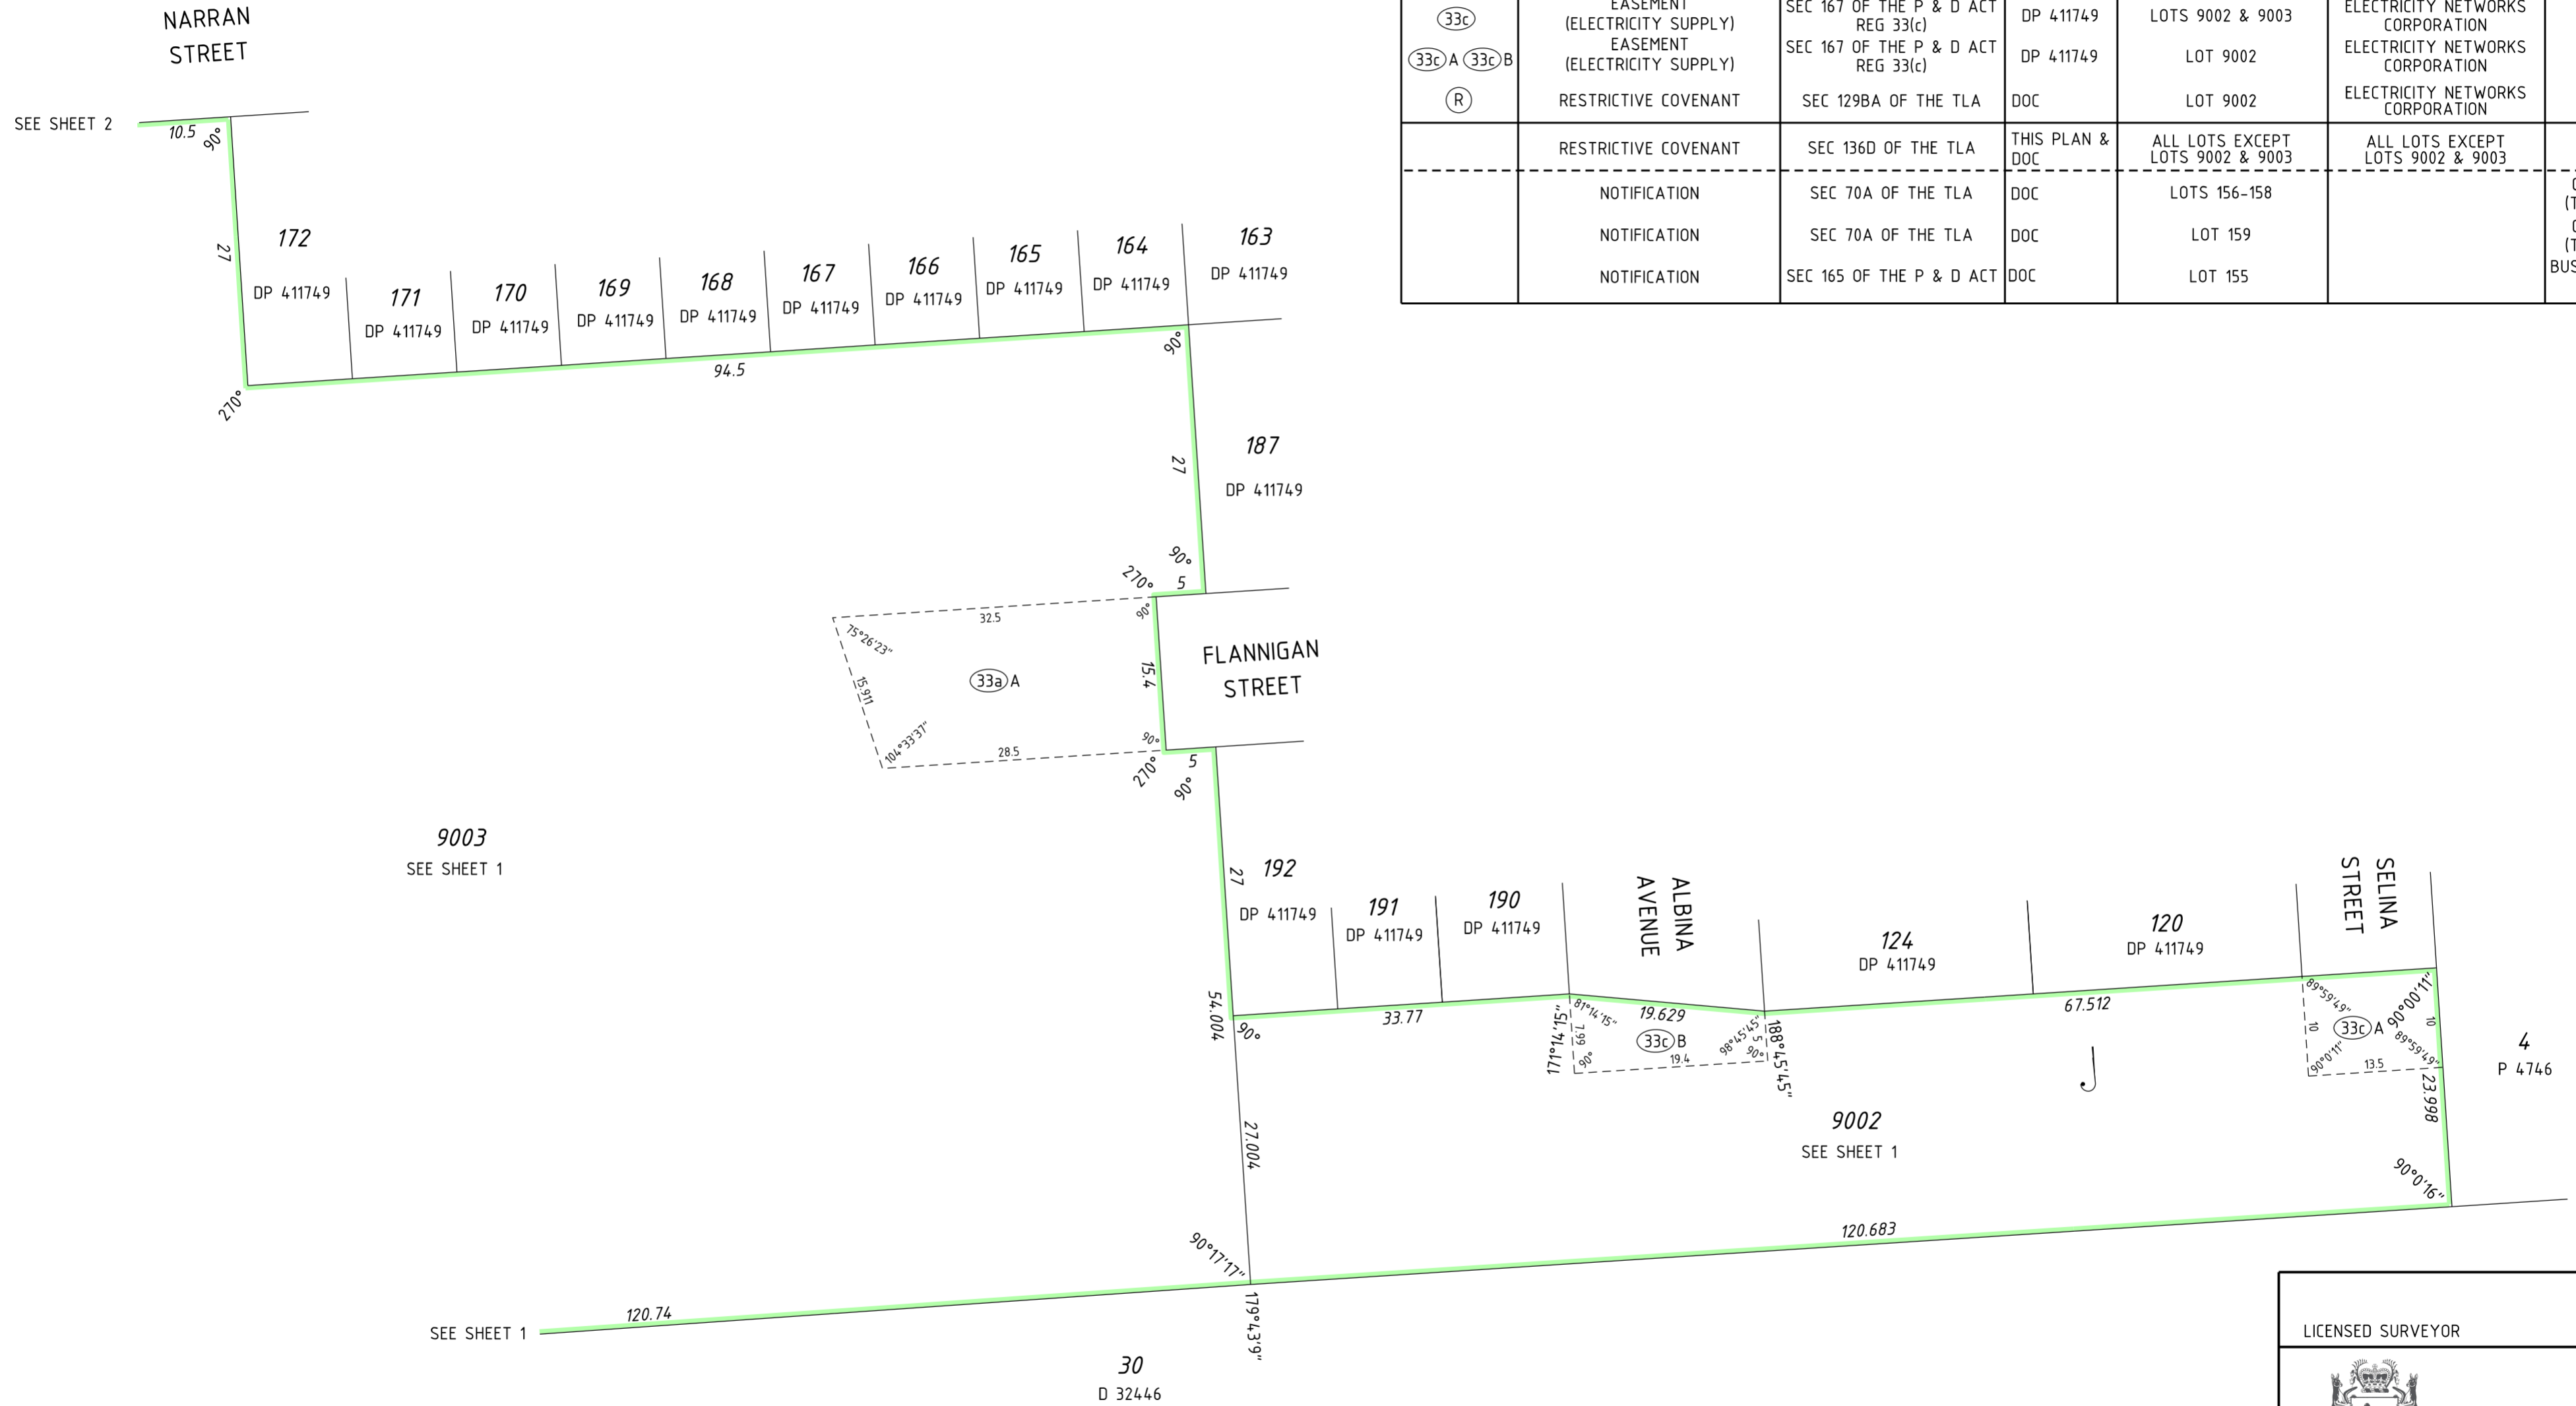 NARRAN
STREET
SEE SHEET 2
10.5
90°
27
172
DP 411749
171
DP 411749
170
DP 411749
169
DP 411749
168
DP 411749
167
DP 411749
166
DP 411749
165
DP 411749
164
DP 411749
163
DP 411749
270°
94.5
90°
27
187
DP 411749
90°
270°
5
90°
32.5
75°26'23"
15.911
33a A
104°33'37"
28.5
15.4
90°
FLANNIGAN
STREET
270°
5
90°
9003
SEE SHEET 1
27
192
DP 411749
191
DP 411749
190
DP 411749
ALBINA
AVENUE
124
DP 411749
120
DP 411749
SELINA
STREET
54.004
90°
33.77
171°14'15"
81°14'15"
7.99
90°
19.629
33c B
19.4
98°45'45"
5
90°
188°45'45"
67.512
J
89°59'49"
10
90°0'11"
33c A
13.5
90°00'11"
10
89°59'49"
23.998
4
P 4746
9002
SEE SHEET 1
27.004
90°0'16"
90°17'17"
120.683
120.74
SEE SHEET 1
179°43'9"
30
D 32446
33c
EASEMENT
(ELECTRICITY SUPPLY)
SEC 167 OF THE P & D ACT
REG 33(c)
DP 411749
LOTS 9002 & 9003
ELECTRICITY NETWORKS
CORPORATION
33c A 33c B
EASEMENT
(ELECTRICITY SUPPLY)
SEC 167 OF THE P & D ACT
REG 33(c)
DP 411749
LOT 9002
ELECTRICITY NETWORKS
CORPORATION
R
RESTRICTIVE COVENANT
SEC 129BA OF THE TLA
DOC
LOT 9002
ELECTRICITY NETWORKS
CORPORATION
RESTRICTIVE COVENANT
SEC 136D OF THE TLA
THIS PLAN &
DOC
ALL LOTS EXCEPT
LOTS 9002 & 9003
ALL LOTS EXCEPT
LOTS 9002 & 9003
NOTIFICATION
SEC 70A OF THE TLA
DOC
LOTS 156-158
NOTIFICATION
SEC 70A OF THE TLA
DOC
LOT 159
NOTIFICATION
SEC 165 OF THE P & D ACT
DOC
LOT 155
BUS
LICENSED SURVEYOR